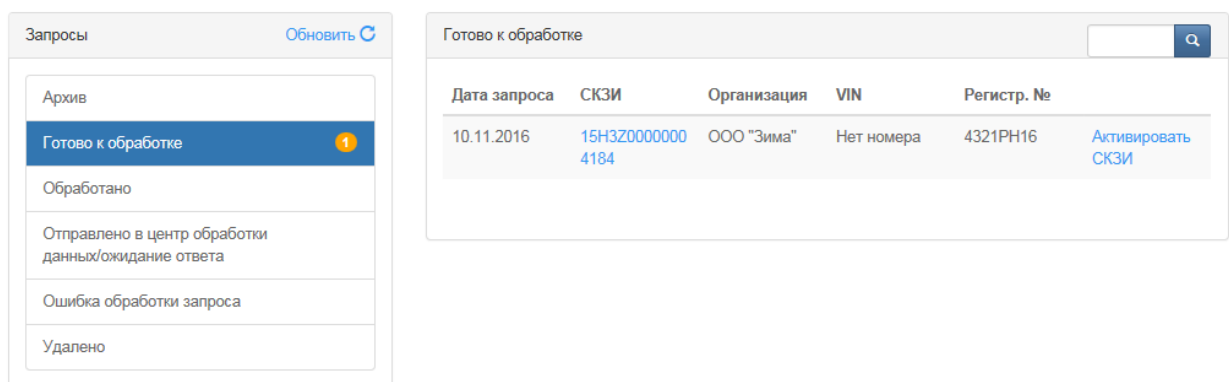 Запросы
Обновить
Архив
Готово к обработке 1
Обработано
Отправлено в центр обработки
данных/ожидание ответа
Ошибка обработки запроса
Удалено
Готово к обработке
Дата запроса СКЗИ Организация VIN Регистр. №
10.11.2016 15H3Z0000000 ООО "Зима" Нет номера 4321РН16 Активировать
4184 СКЗИ